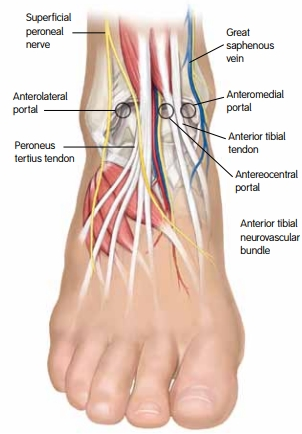 Superficial
peroneal
nerve
Great
saphenous
vein
Anterolateral
portal
Anteromedial
portal
Peroneus
tertius tendon
Anterior tibial
tendon
Antereocentral
portal
Anterior tibial
neurovascular
bundle